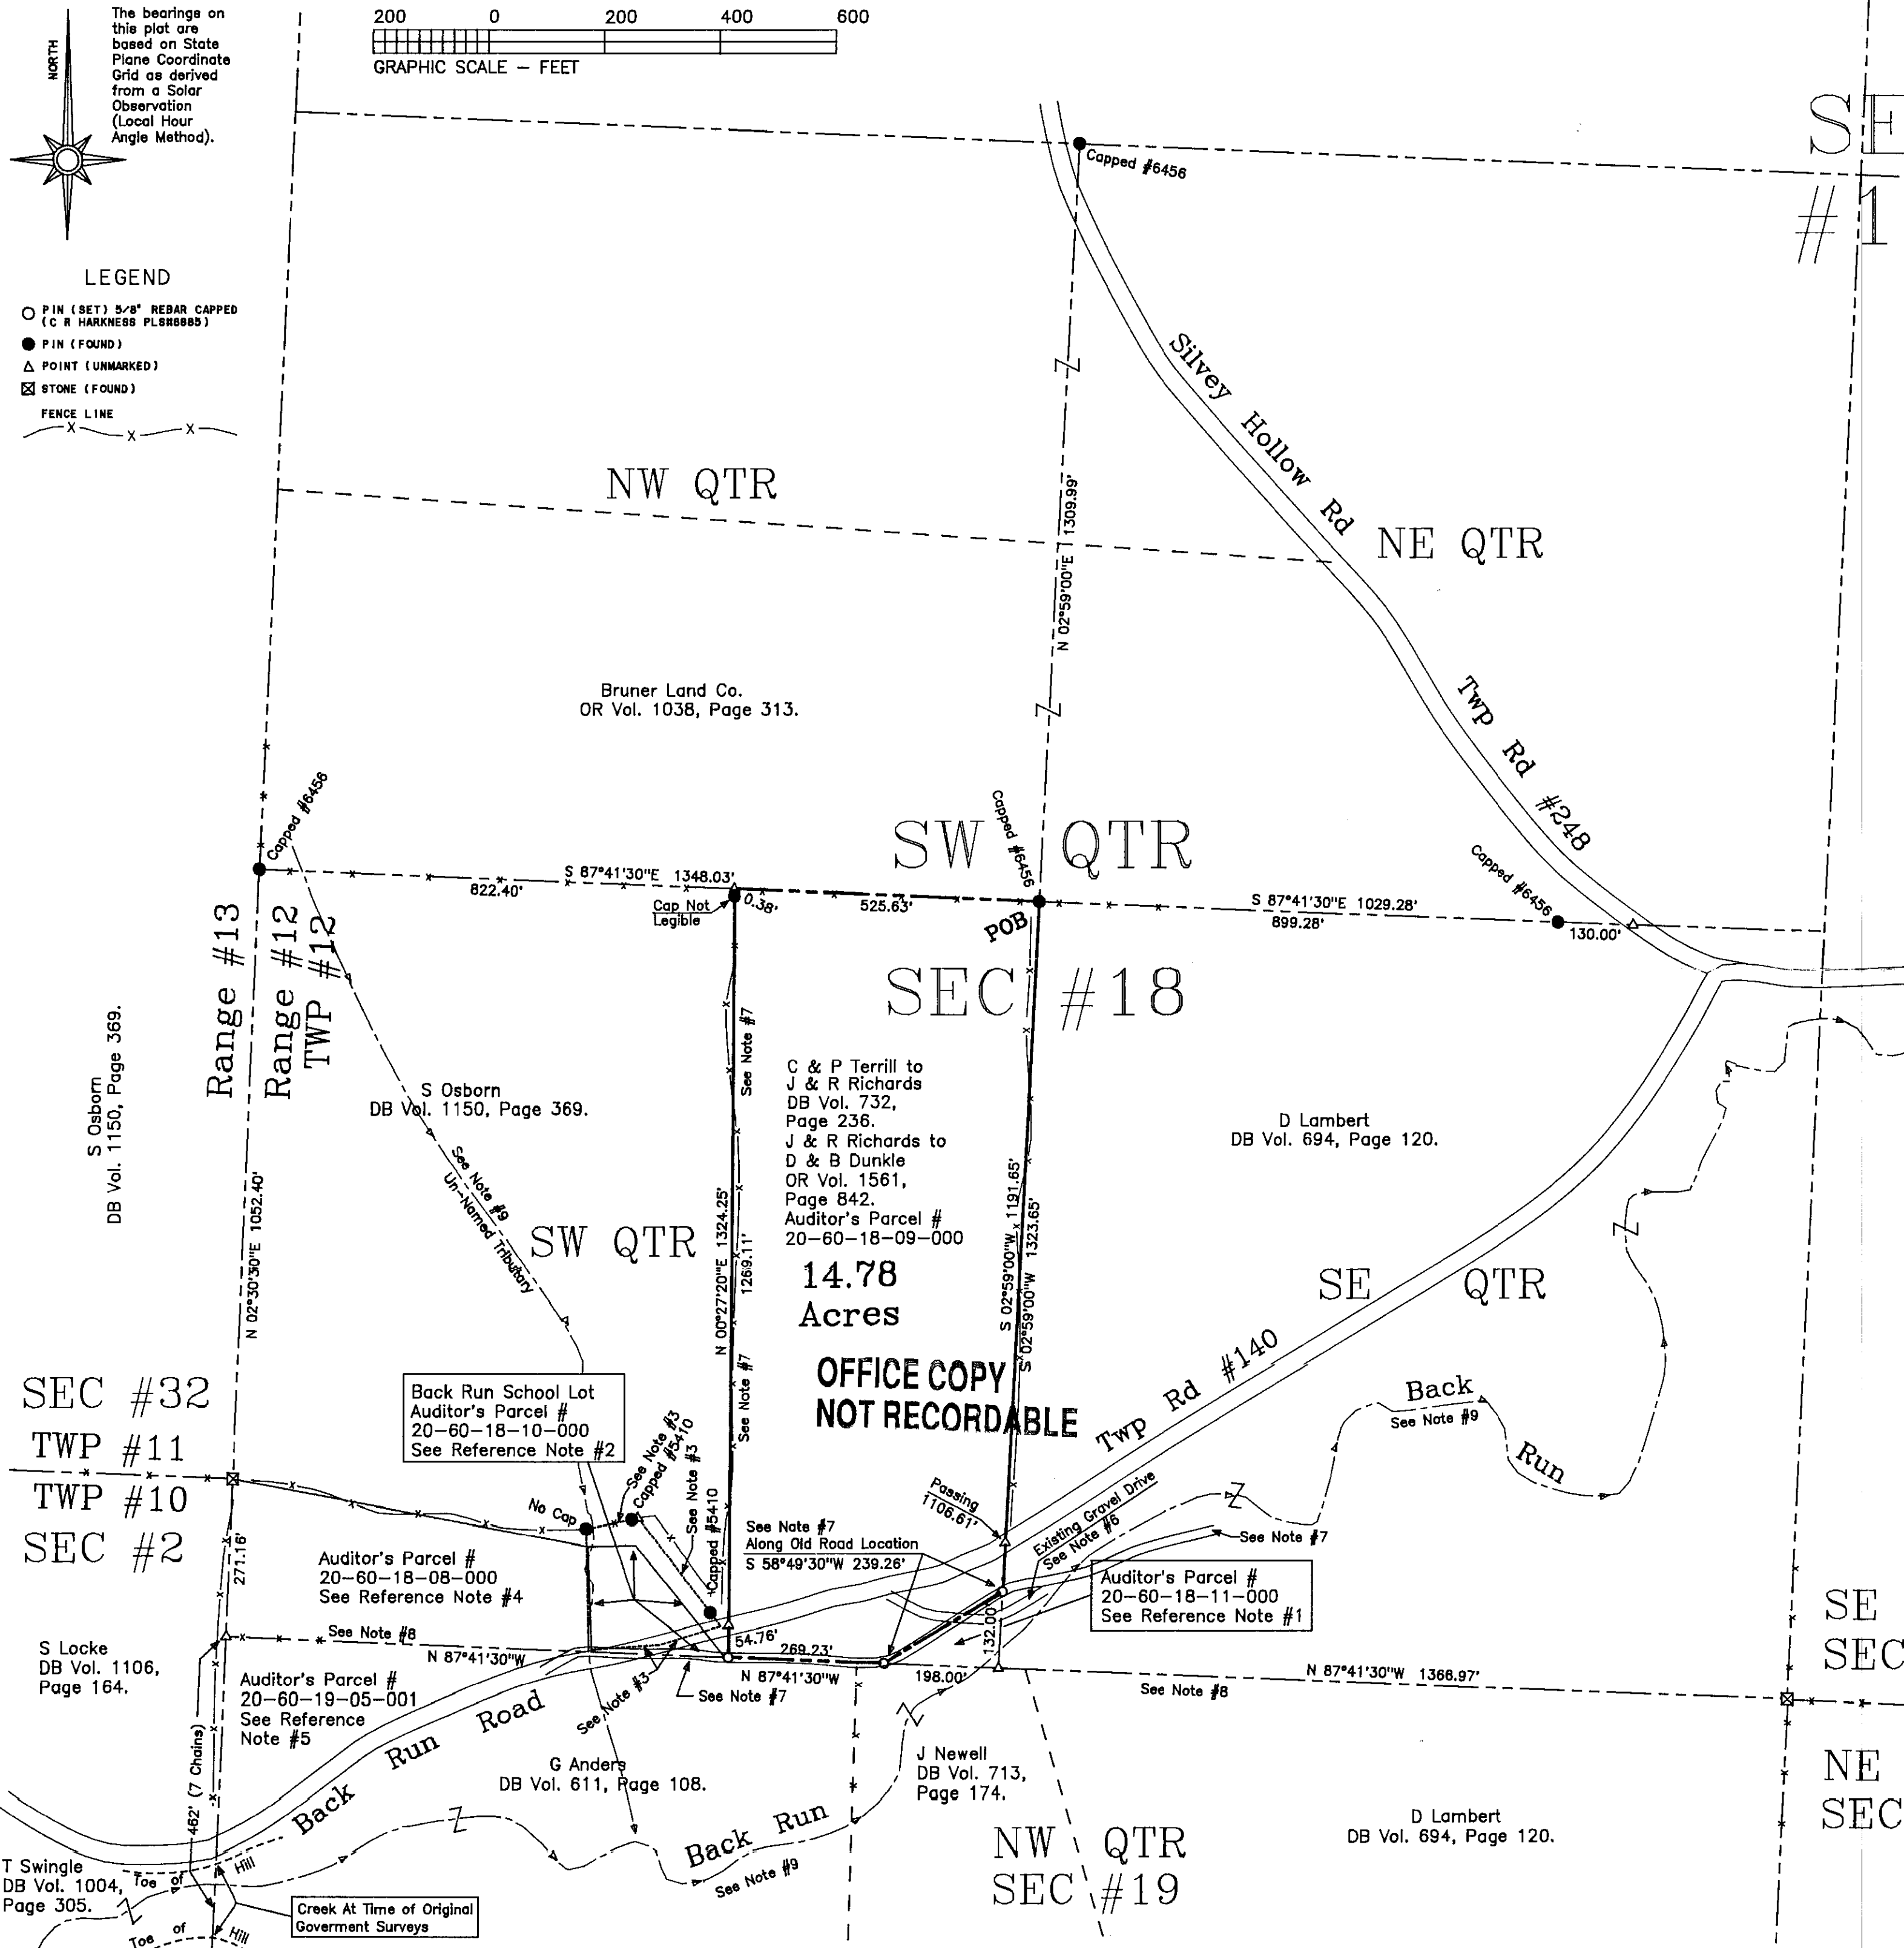 The bearings on
this plat are
based on State
Plane Coordinate
Grid as derived
from a Solar
Observation
(Local Hour
Angle Method).
NORTH
200 0 200 400 600
GRAPHIC SCALE – FEET
LEGEND
PIN (SET) 5/8" REBAR CAPPED
(C R HARKNESS PLS#6885)
PIN (FOUND)
POINT (UNMARKED)
STONE (FOUND)
FENCE LINE
X X X
Capped #6456
SE
#1
Silvey Hollow Rd
Twp Rd #248
NW QTR
NE QTR
N 02°59'00"E 1309.99'
Bruner Land Co.
OR Vol. 1038, Page 313.
Capped #6456
Capped #6456
SW QTR
Capped #6456
S 87°41'30"E 1348.03'
822.40'
Cap Not
Legible
0.38'
525.63'
POB
S 87°41'30"E 1029.28'
899.28'
130.00'
SEC #18
Range #13
Range #12
TWP #12
S Osborn
DB Vol. 1150, Page 369.
S Osborn
DB Vol. 1150, Page 369.
See Note #9
Un-Named Tributary
See Note #7
C & P Terrill to
J & R Richards
DB Vol. 732,
Page 236.
J & R Richards to
D & B Dunkle
OR Vol. 1561,
Page 842.
Auditor's Parcel #
20-60-18-09-000
14.78
Acres
D Lambert
DB Vol. 694, Page 120.
N 02°30'30"E 1052.40'
SW QTR
N 00°27'20"E 1324.25'
1269.11'
See Note #7
S 02°59'00"W 1191.65'
S 02°59'00"W 1323.65'
SE QTR
OFFICE COPY
NOT RECORDABLE
Twp Rd #140
Back Run
See Note #9
SEC #32
TWP #11
TWP #10
SEC #2
Back Run School Lot
Auditor's Parcel #
20-60-18-10-000
See Reference Note #2
No Cap
See Note #3
Capped #5410
See Note #3
Capped #5410
Passing
1106.61'
Existing Gravel Drive
See Note #6
See Note #7
See Note #7
Along Old Road Location
S 58°49'30"W 239.26'
Auditor's Parcel #
20-60-18-11-000
See Reference Note #1
271.16'
Auditor's Parcel #
20-60-18-08-000
See Reference Note #4
See Note #8
N 87°41'30"W
54.76'
269.23'
N 87°41'30"W
132.00'
198.00'
N 87°41'30"W 1366.97'
See Note #8
See Note #3
See Note #7
S Locke
DB Vol. 1106,
Page 164.
Auditor's Parcel #
20-60-19-05-001
See Reference
Note #5
462' (7 Chains)
Back Run Road
G Anders
DB Vol. 611, Page 108.
J Newell
DB Vol. 713,
Page 174.
Back Run
See Note #9
NW QTR
SEC #19
D Lambert
DB Vol. 694, Page 120.
SE
SEC
NE
SEC
T Swingle
DB Vol. 1004,
Page 305.
Toe of Hill
Creek At Time of Original
Goverment Surveys
Toe of Hill